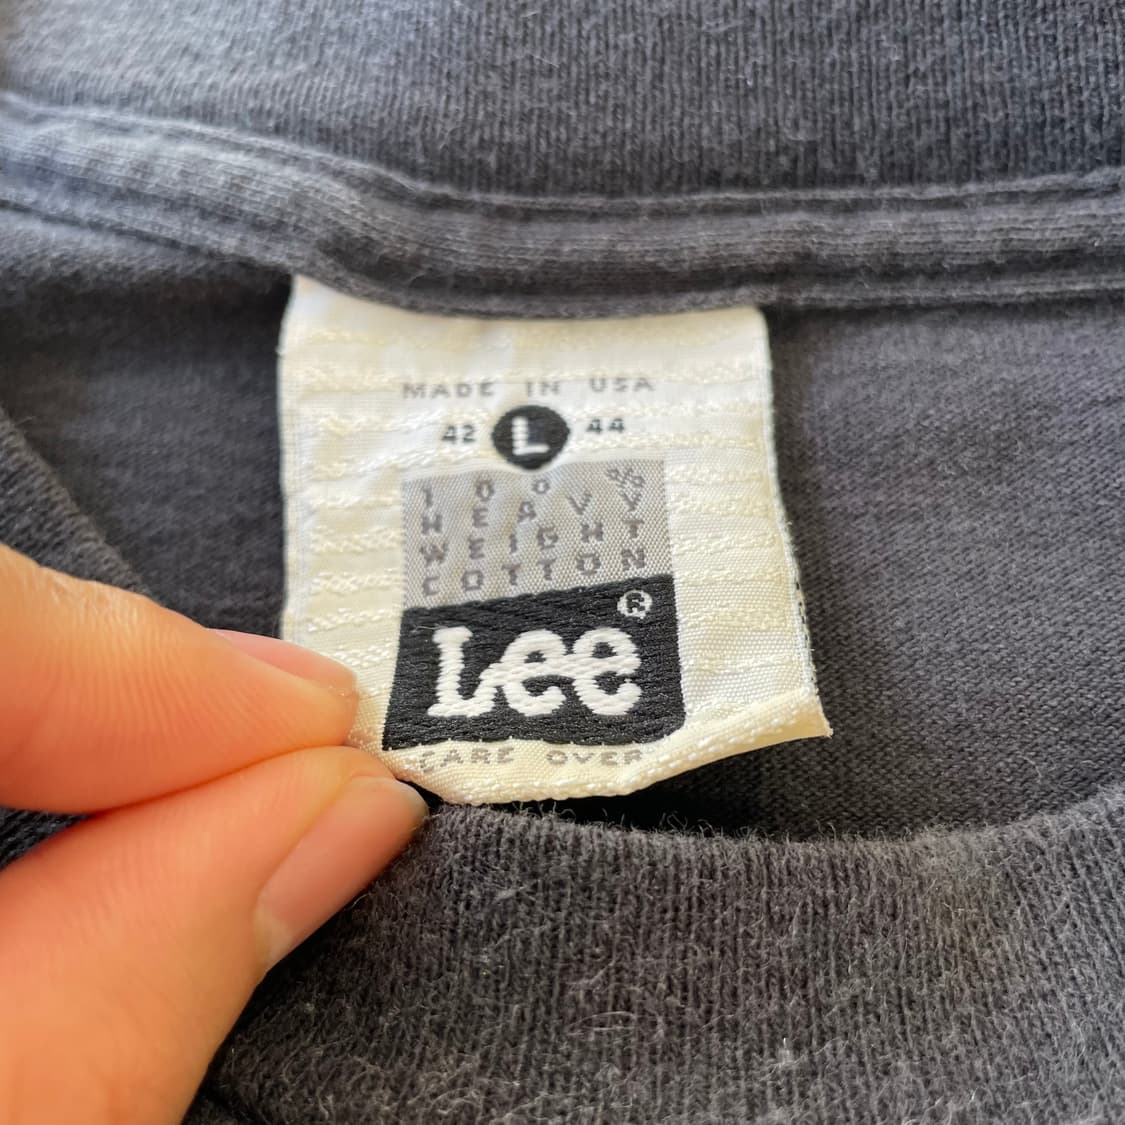 MADE IN USA
42 L 44
100%
HEAVY
WEIGHT
COTTON
Lee®
CARE OVER